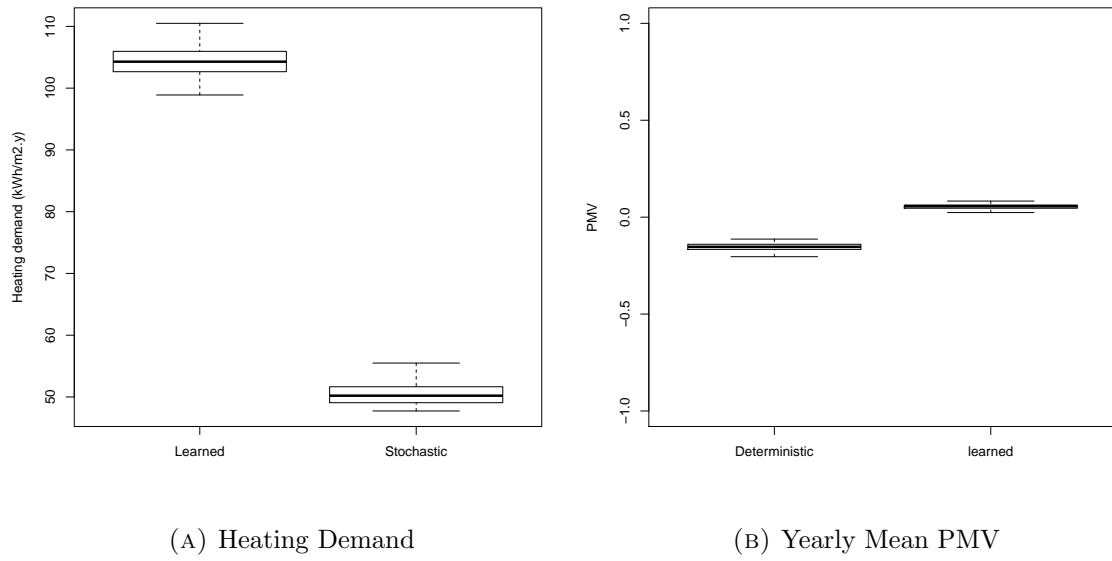 Heating demand (kWh/m2.y)
110
100
90
80
70
60
50
Learned
Stochastic
PMV
1.0
0.5
0.0
−0.5
−1.0
Deterministic
learned
(A) Heating Demand
(B) Yearly Mean PMV